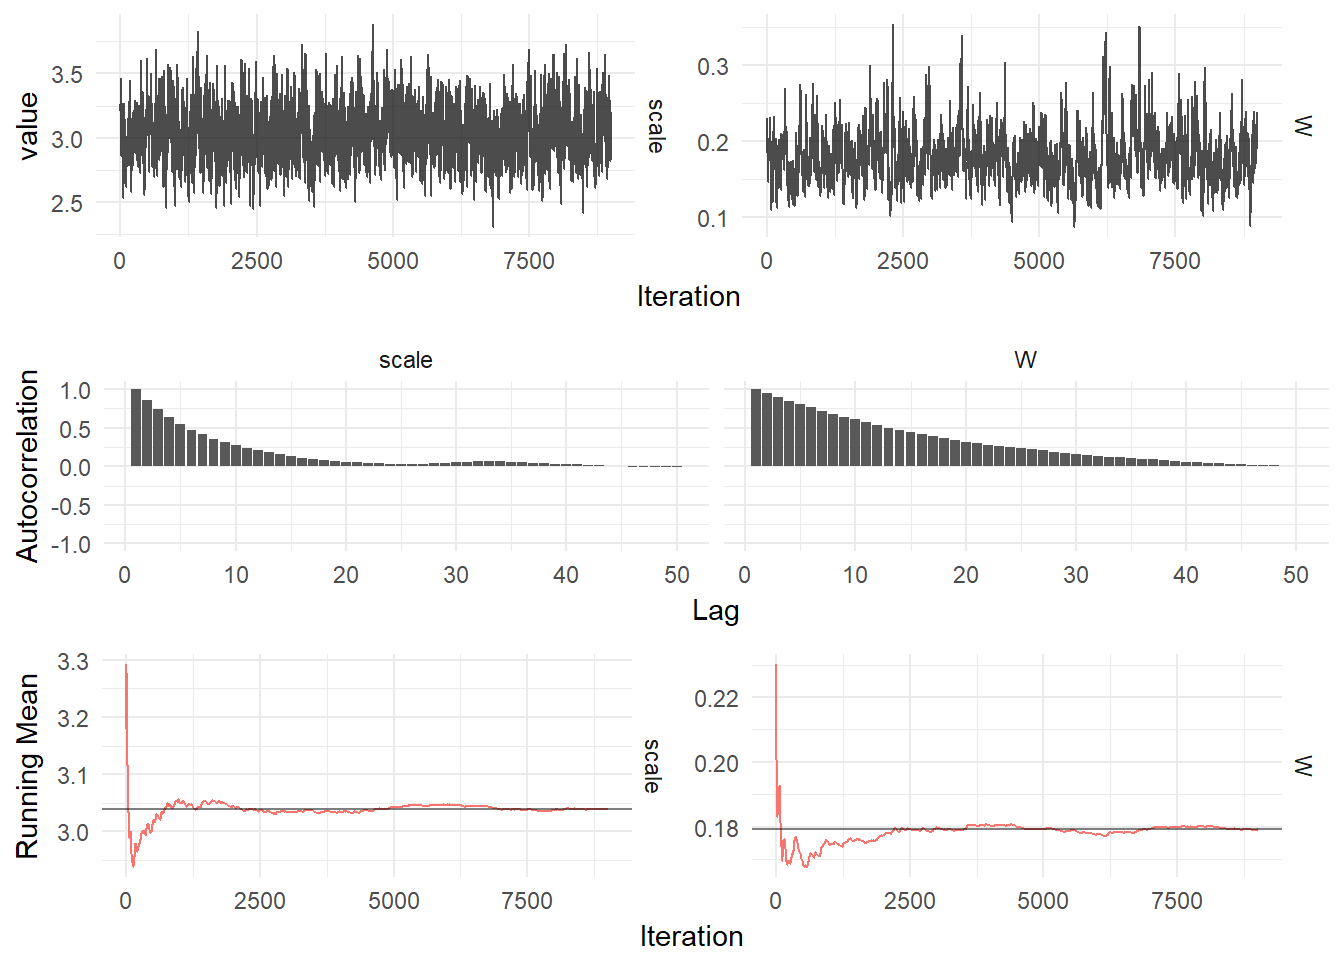 value
3.5
3.0
2.5
0 2500 5000 7500
scale
0.3
0.2
0.1
0 2500 5000 7500
W
Iteration
scale
W
Autocorrelation
1.0
0.5
0.0
-0.5
-1.0
0 10 20 30 40 50
0 10 20 30 40 50
Lag
Running Mean
3.3
3.2
3.1
3.0
0 2500 5000 7500
scale
0.22
0.20
0.18
0 2500 5000 7500
W
Iteration